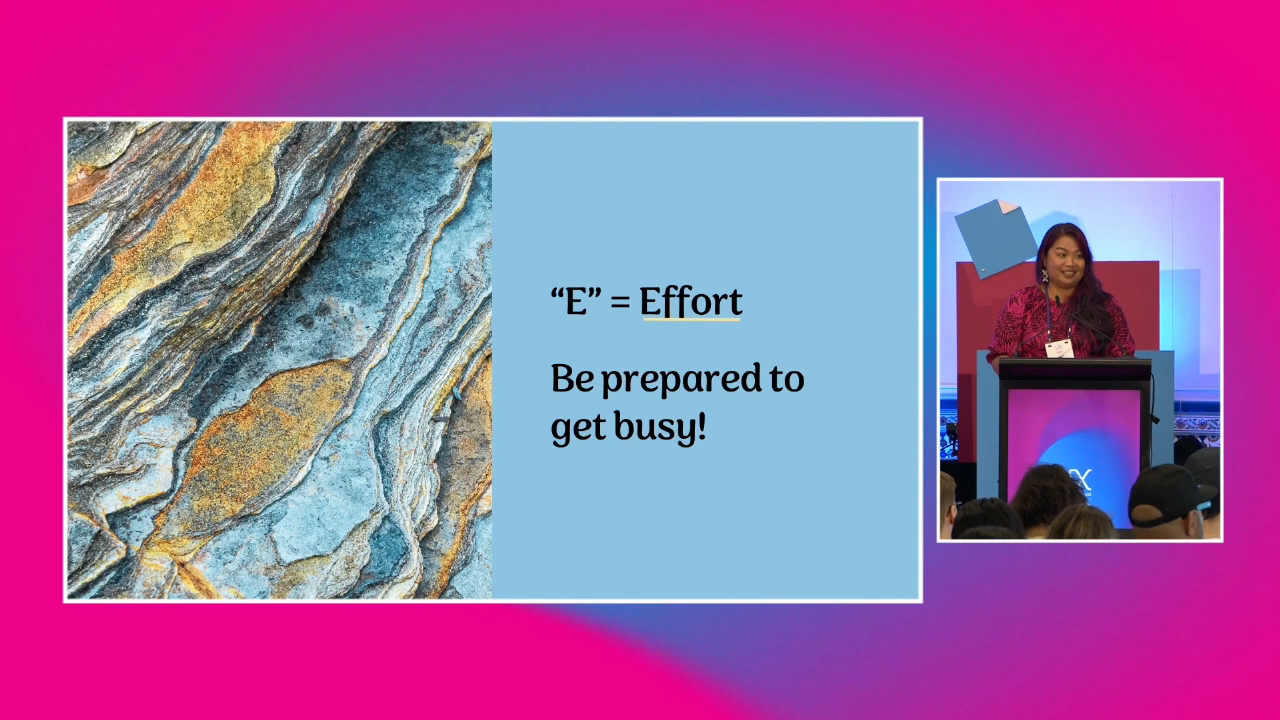 “E” = Effort
Be prepared to
get busy!